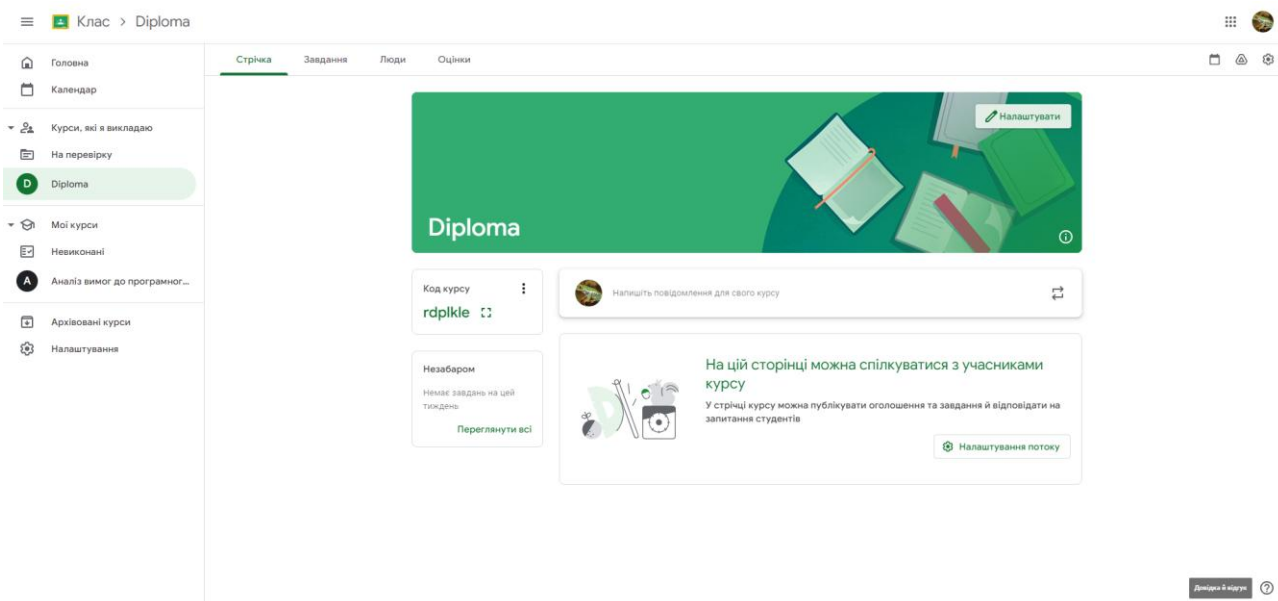 Клас > Diploma
Головна
Календар
Курси, які я викладаю
На перевірку
D Diploma
Мої курси
Невиконані
А Аналіз вимог до програмног...
Архівовані курси
Налаштування
Стрічка Завдання Люди Оцінки
Налаштувати
Diploma
Код курсу
rdplkle
Незабаром
Немає завдань на цей
тиждень
Переглянути всі
Напишіть повідомлення для свого курсу
На цій сторінці можна спілкуватися з учасниками
курсу
У стрічці курсу можна публікувати оголошення та завдання й відповідати на
запитання студентів
Налаштування потоку
Довідка й відгук